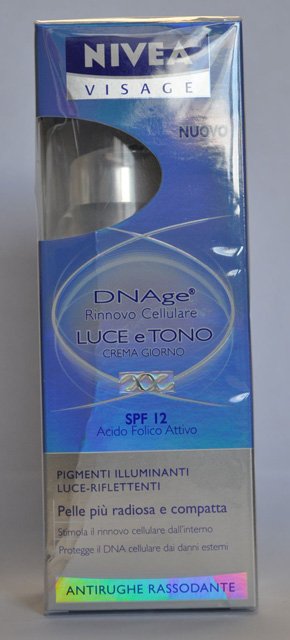 NIVEA
VISAGE
NUOVO
DNAge®
Rinnovo Cellulare
LUCE e TONO
CREMA GIORNO
SPF 12
Acido Folico Attivo
PIGMENTI ILLUMINANTI
LUCE-RIFLETTENTI
Pelle più radiosa e compatta
Stimola il rinnovo cellulare dall'interno
Protegge il DNA cellulare dai danni esterni
ANTIRUGHE RASSODANTE